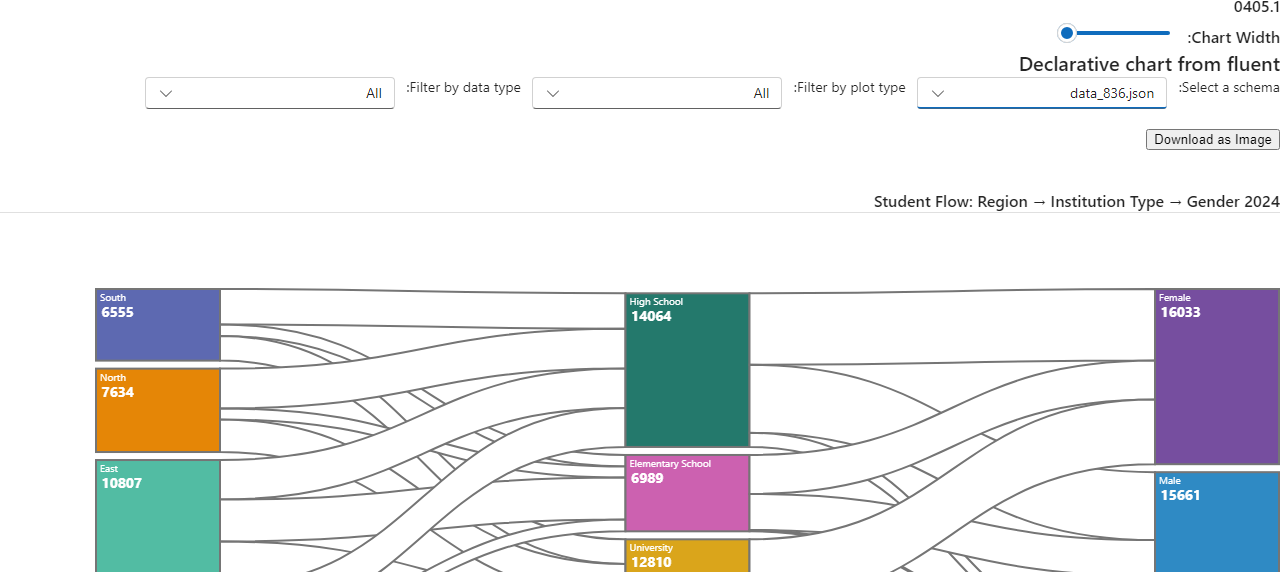 0405.1
:Chart Width
Declarative chart from fluent
:Select a schema
data_836.json
:Filter by plot type
All
:Filter by data type
All
Download as Image
Student Flow: Region → Institution Type → Gender 2024
South
6555
North
7634
East
10807
High School
14064
Elementary School
6989
University
12810
Female
16033
Male
15661